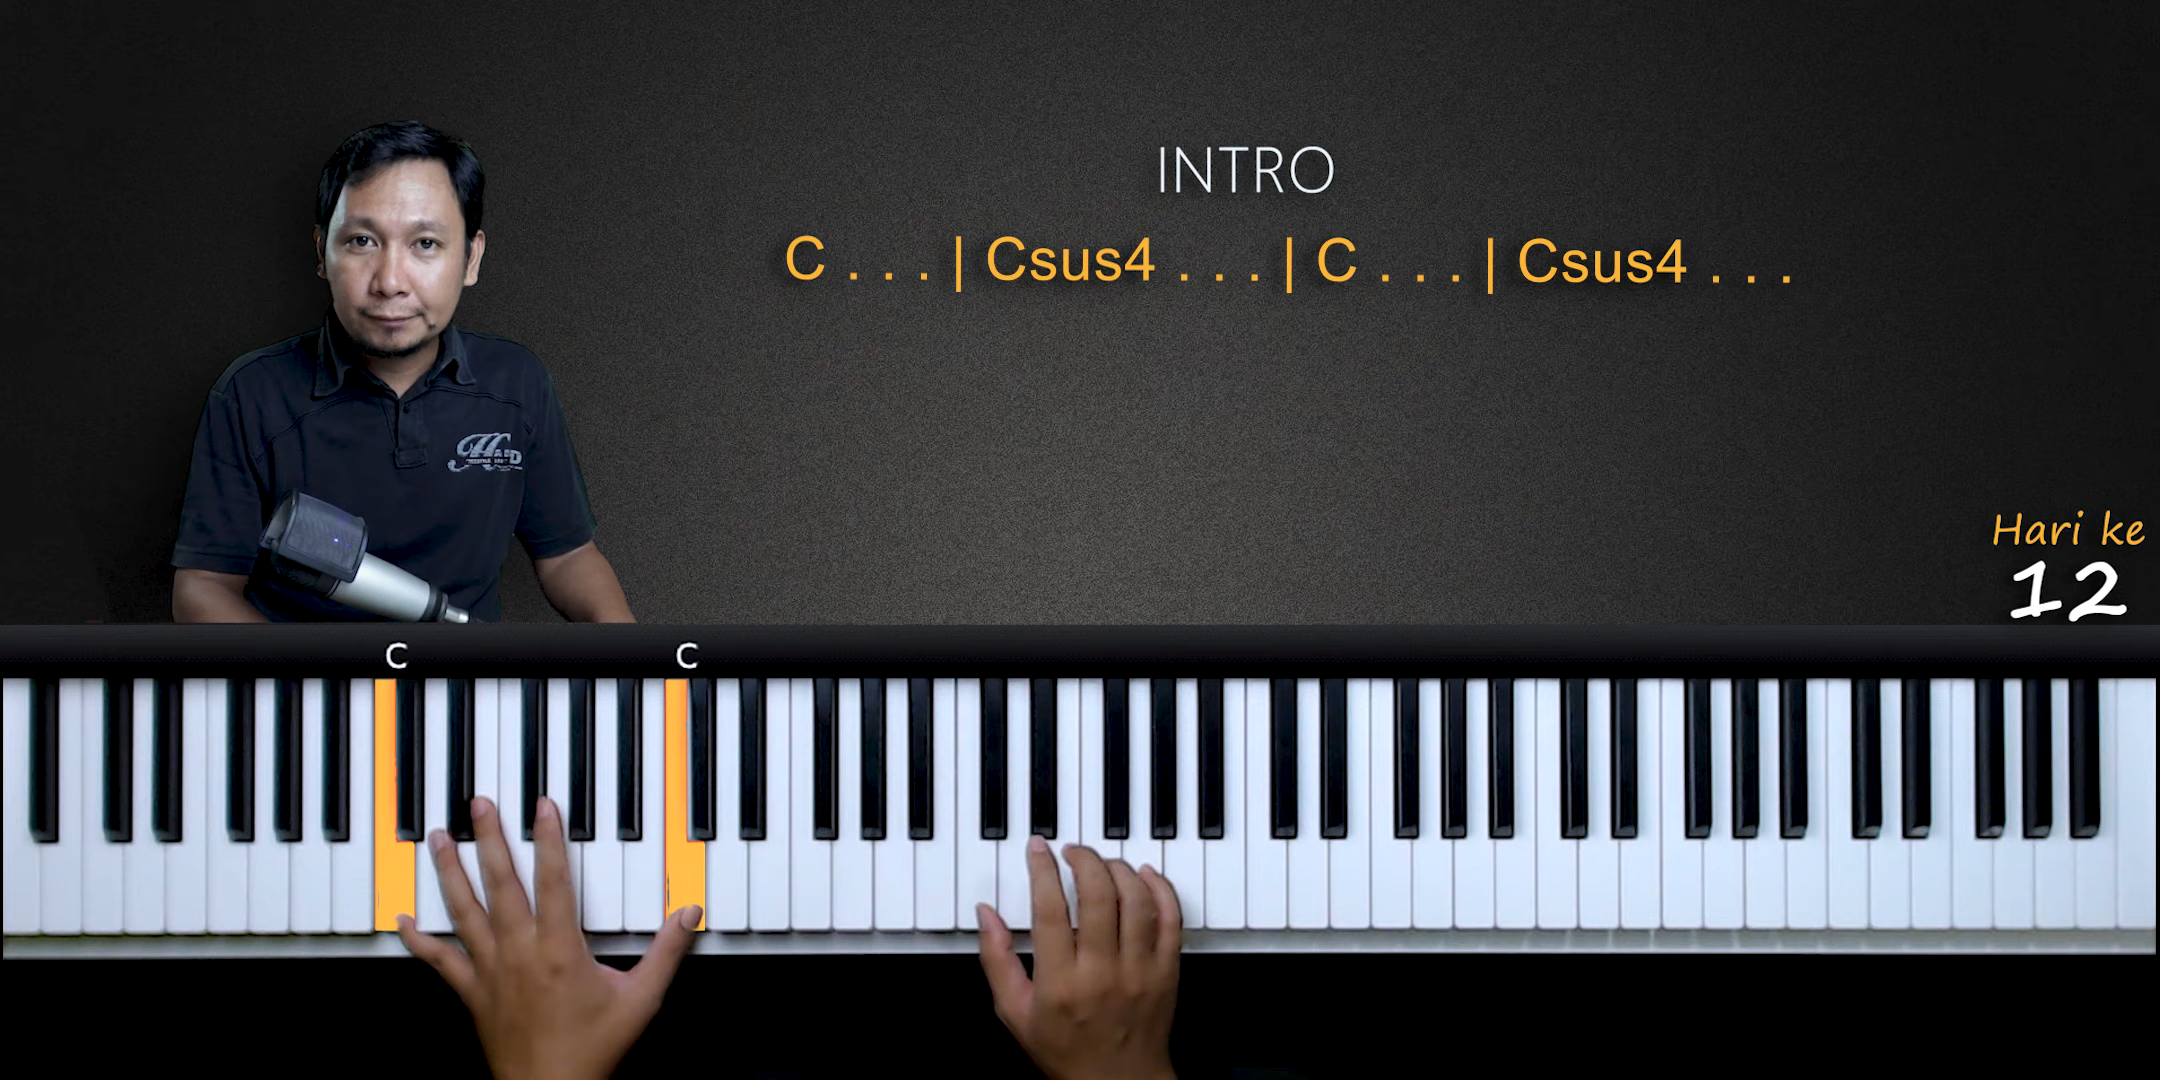 INTRO
C . . . | Csus4 . . . | C . . . | Csus4 . . .
Hari ke
12
C C